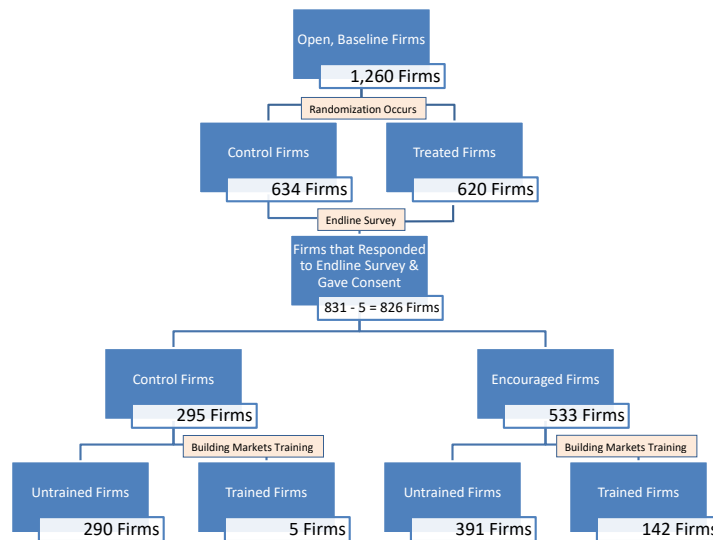 Open, Baseline Firms
1,260 Firms
Randomization Occurs
Control Firms
634 Firms
Treated Firms
620 Firms
Endline Survey
Firms that Responded
to Endline Survey &
Gave Consent
831 - 5 = 826 Firms
Control Firms
295 Firms
Encouraged Firms
533 Firms
Building Markets Training
Building Markets Training
Untrained Firms
290 Firms
Trained Firms
5 Firms
Untrained Firms
391 Firms
Trained Firms
142 Firms